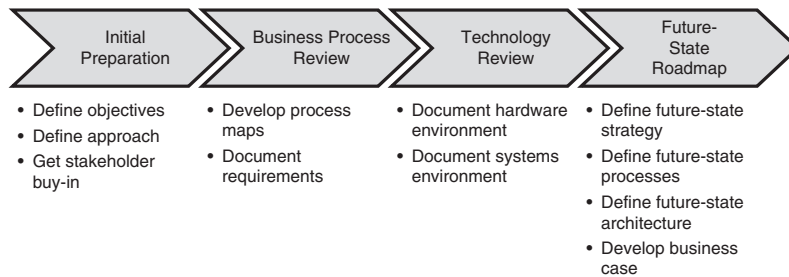 Initial
Preparation
Business Process
Review
Technology
Review
Future-
State
Roadmap
• Define objectives
• Define approach
• Get stakeholder
buy-in
• Develop process
maps
• Document
requirements
• Document hardware
environment
• Document systems
environment
• Define future-state
strategy
• Define future-state
processes
• Define future-state
architecture
• Develop business
case